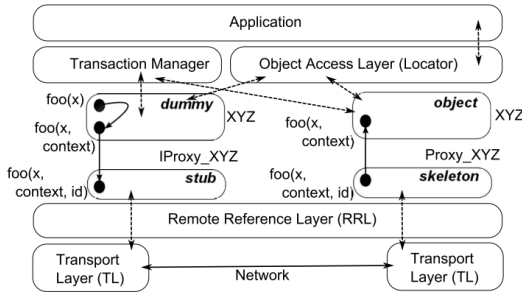 Application
Transaction Manager
Object Access Layer (Locator)
foo(x)
dummy
XYZ
foo(x,
context)
object
XYZ
foo(x,
context)
IProxy_XYZ
Proxy_XYZ
foo(x,
context, id)
stub
foo(x,
context, id)
skeleton
Remote Reference Layer (RRL)
Transport
Layer (TL)
Network
Transport
Layer (TL)